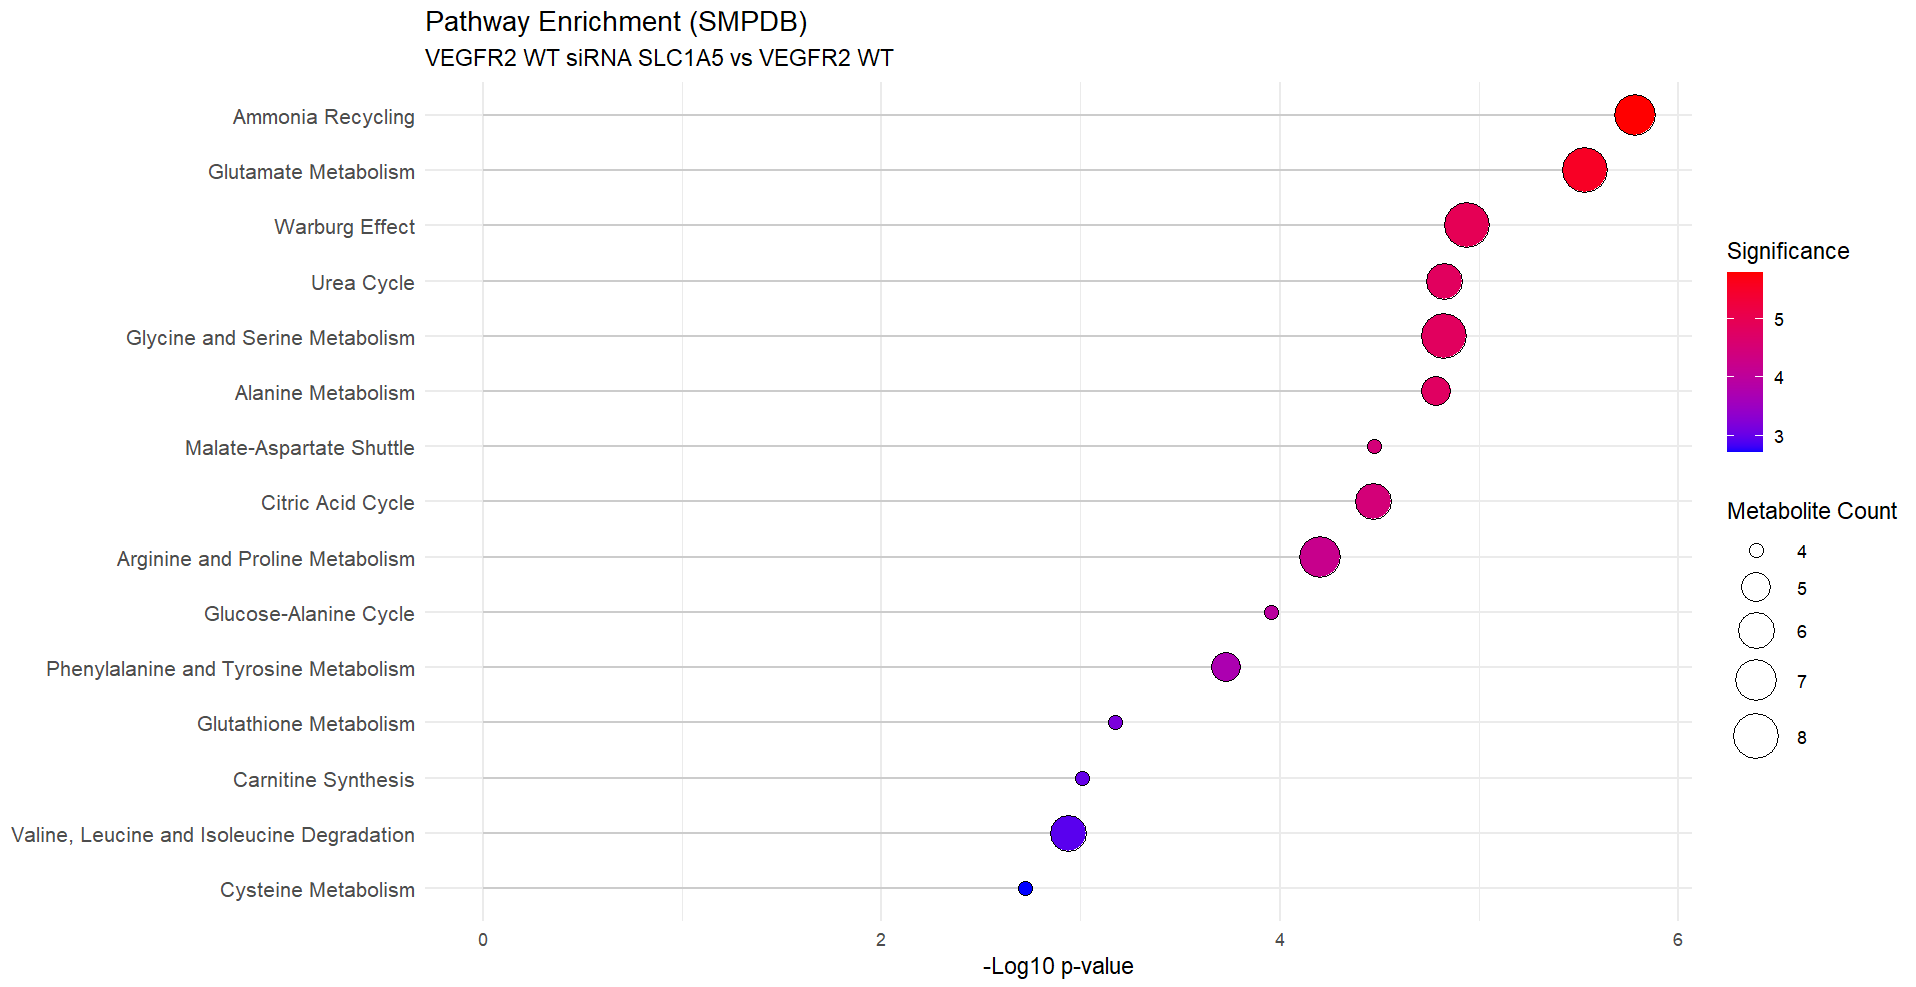 Pathway Enrichment (SMPDB)
VEGFR2 WT siRNA SLC1A5 vs VEGFR2 WT
Ammonia Recycling
Glutamate Metabolism
Warburg Effect
Urea Cycle
Glycine and Serine Metabolism
Alanine Metabolism
Malate-Aspartate Shuttle
Citric Acid Cycle
Arginine and Proline Metabolism
Glucose-Alanine Cycle
Phenylalanine and Tyrosine Metabolism
Glutathione Metabolism
Carnitine Synthesis
Valine, Leucine and Isoleucine Degradation
Cysteine Metabolism
0 2 4 6
-Log10 p-value
Significance
5
4
3
Metabolite Count
4
5
6
7
8